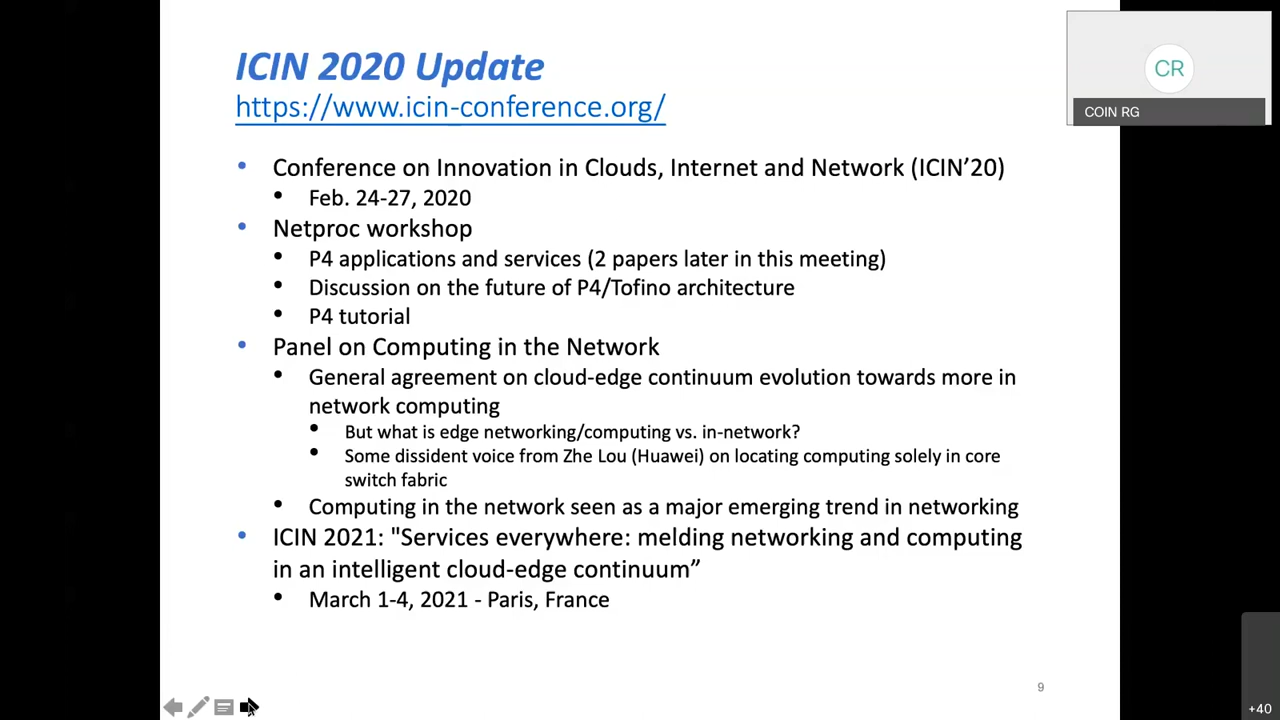 ICIN 2020 Update
https://www.icin-conference.org/
CR
COIN RG
• Conference on Innovation in Clouds, Internet and Network (ICIN’20)
• Feb. 24-27, 2020
• Netproc workshop
• P4 applications and services (2 papers later in this meeting)
• Discussion on the future of P4/Tofino architecture
• P4 tutorial
• Panel on Computing in the Network
• General agreement on cloud-edge continuum evolution towards more in
network computing
• But what is edge networking/computing vs. in-network?
• Some dissident voice from Zhe Lou (Huawei) on locating computing solely in core
switch fabric
• Computing in the network seen as a major emerging trend in networking
• ICIN 2021: "Services everywhere: melding networking and computing
in an intelligent cloud-edge continuum”
• March 1-4, 2021 - Paris, France
9
+40